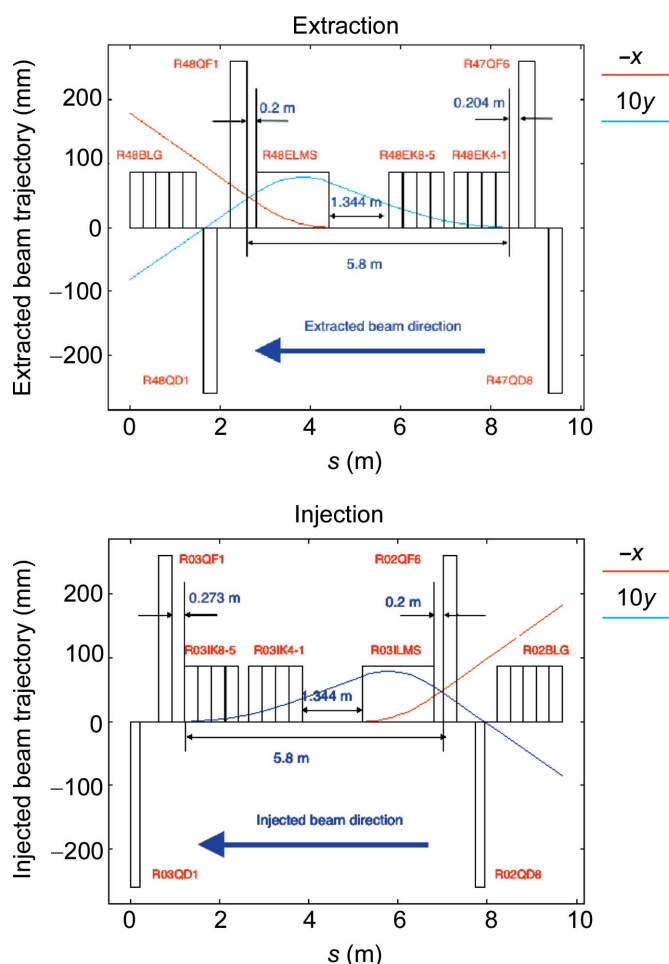 Extraction
Extracted beam trajectory (mm)
200
100
0
−100
−200
R48QF1
R47QF6
0.2 m
0.204 m
R48BLG
R48ELMS
R48EK8-5
R48EK4-1
1.344 m
5.8 m
Extracted beam direction
R48QD1
R47QD8
0
2
4
6
8
10
s (m)
–x
10y
Injection
Injected beam trajectory (mm)
200
100
0
−100
−200
R03QF1
R02QF6
0.273 m
0.2 m
R03IK8-5
R03IK4-1
R03ILMS
R02BLG
1.344 m
5.8 m
Injected beam direction
R03QD1
R02QD8
0
2
4
6
8
10
s (m)
–x
10y